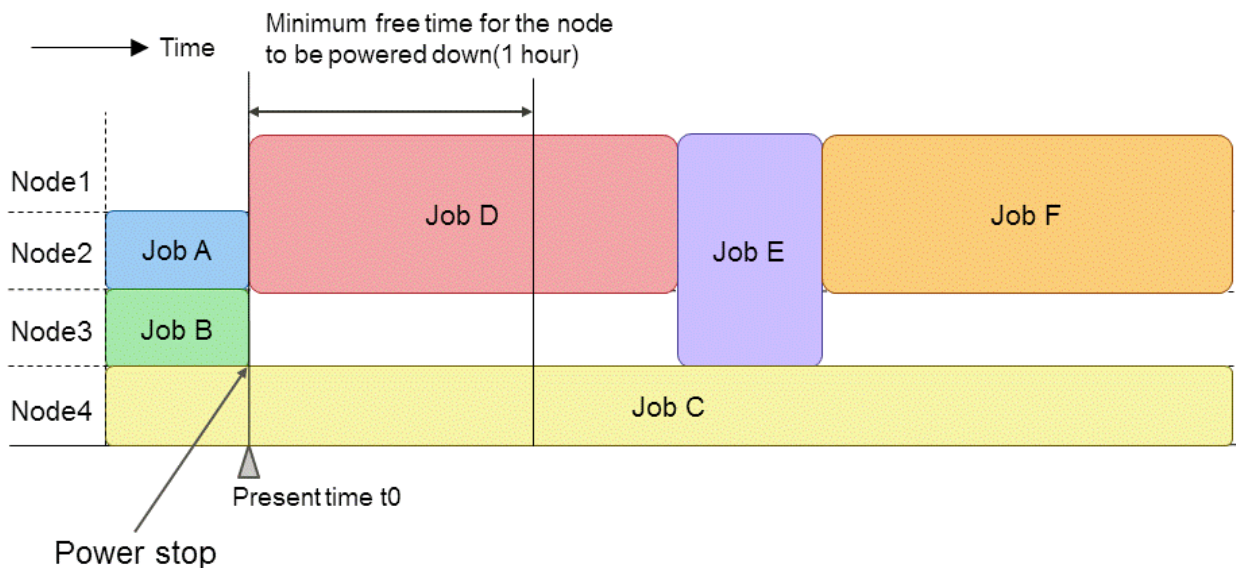 Minimum free time for the node
to be powered down(1 hour)
Time
Node1
Node2
Node3
Node4
Job A
Job B
Job D
Job E
Job F
Job C
Present time t0
Power stop